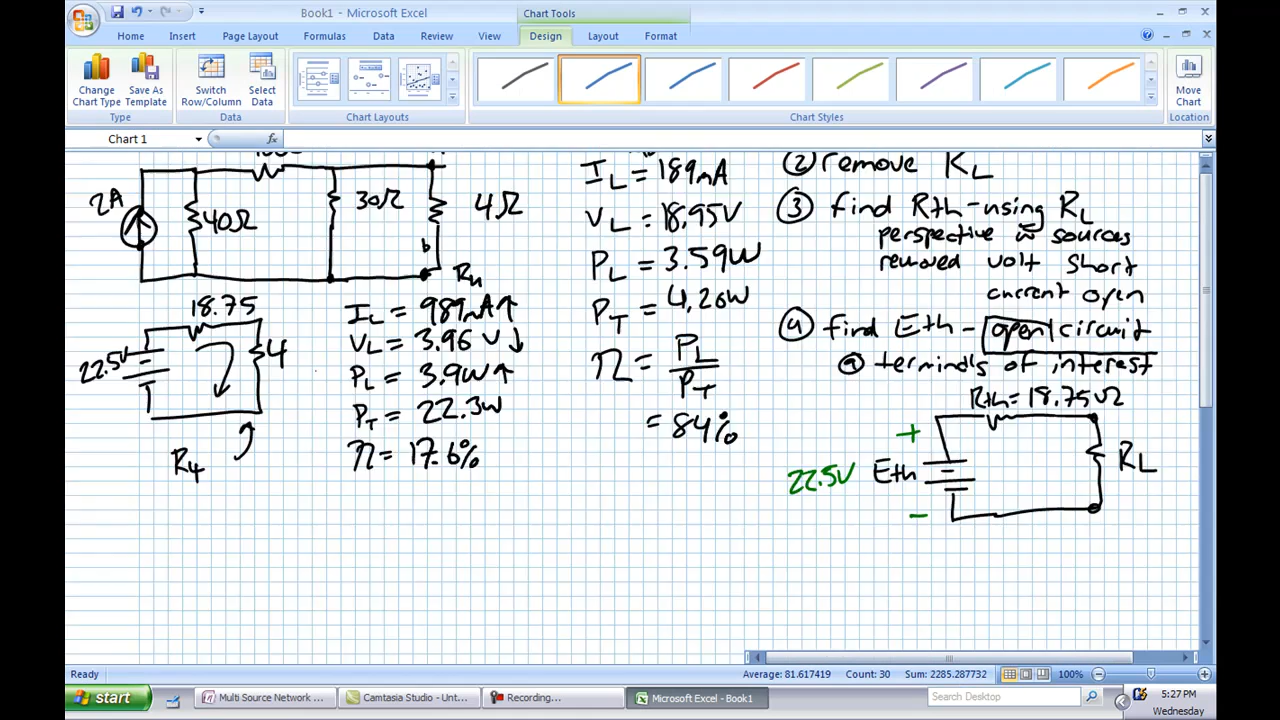 Book1 - Microsoft Excel
Chart Tools
Home Insert Page Layout Formulas Data Review View Design Layout Format
Change Chart Type
Save As Template
Switch Row/Column
Select Data
Move Chart
Type
Data
Chart Layouts
Chart Styles
Location
Chart 1
fx
2A
40Ω
30Ω
4Ω
b
R4
18.75
22.5V
4
R4
IL = 989mA↑
VL = 3.96 V↓
PL = 3.9W↑
PT = 22.3W
η = 17.6%
IL = 189mA
VL = 18.95V
PL = 3.59W
PT = 4.26W
η = PL
PT
= 84%
② remove RL
③ find Rth - using RL
perspective w sources
removed volt short
current open
④ find Eth - open circuit
@ terminals of interest
Rth = 18.75Ω
+
22.5V Eth
RL
−
Ready
Average: 81.617419 Count: 30 Sum: 2285.287732
100%
start
Multi Source Network ...
Camtasia Studio - Unt...
Recording...
Microsoft Excel - Book1
Search Desktop
5:27 PM
Wednesday